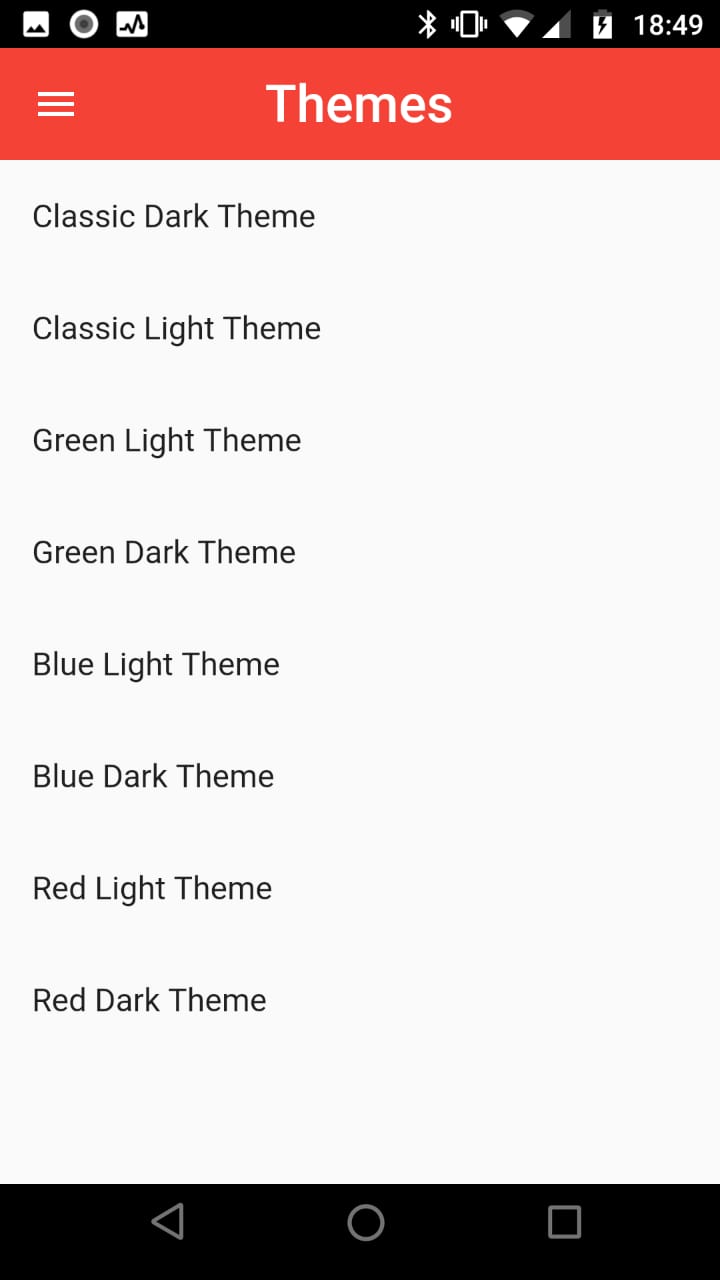 18:49
Themes
Classic Dark Theme
Classic Light Theme
Green Light Theme
Green Dark Theme
Blue Light Theme
Blue Dark Theme
Red Light Theme
Red Dark Theme